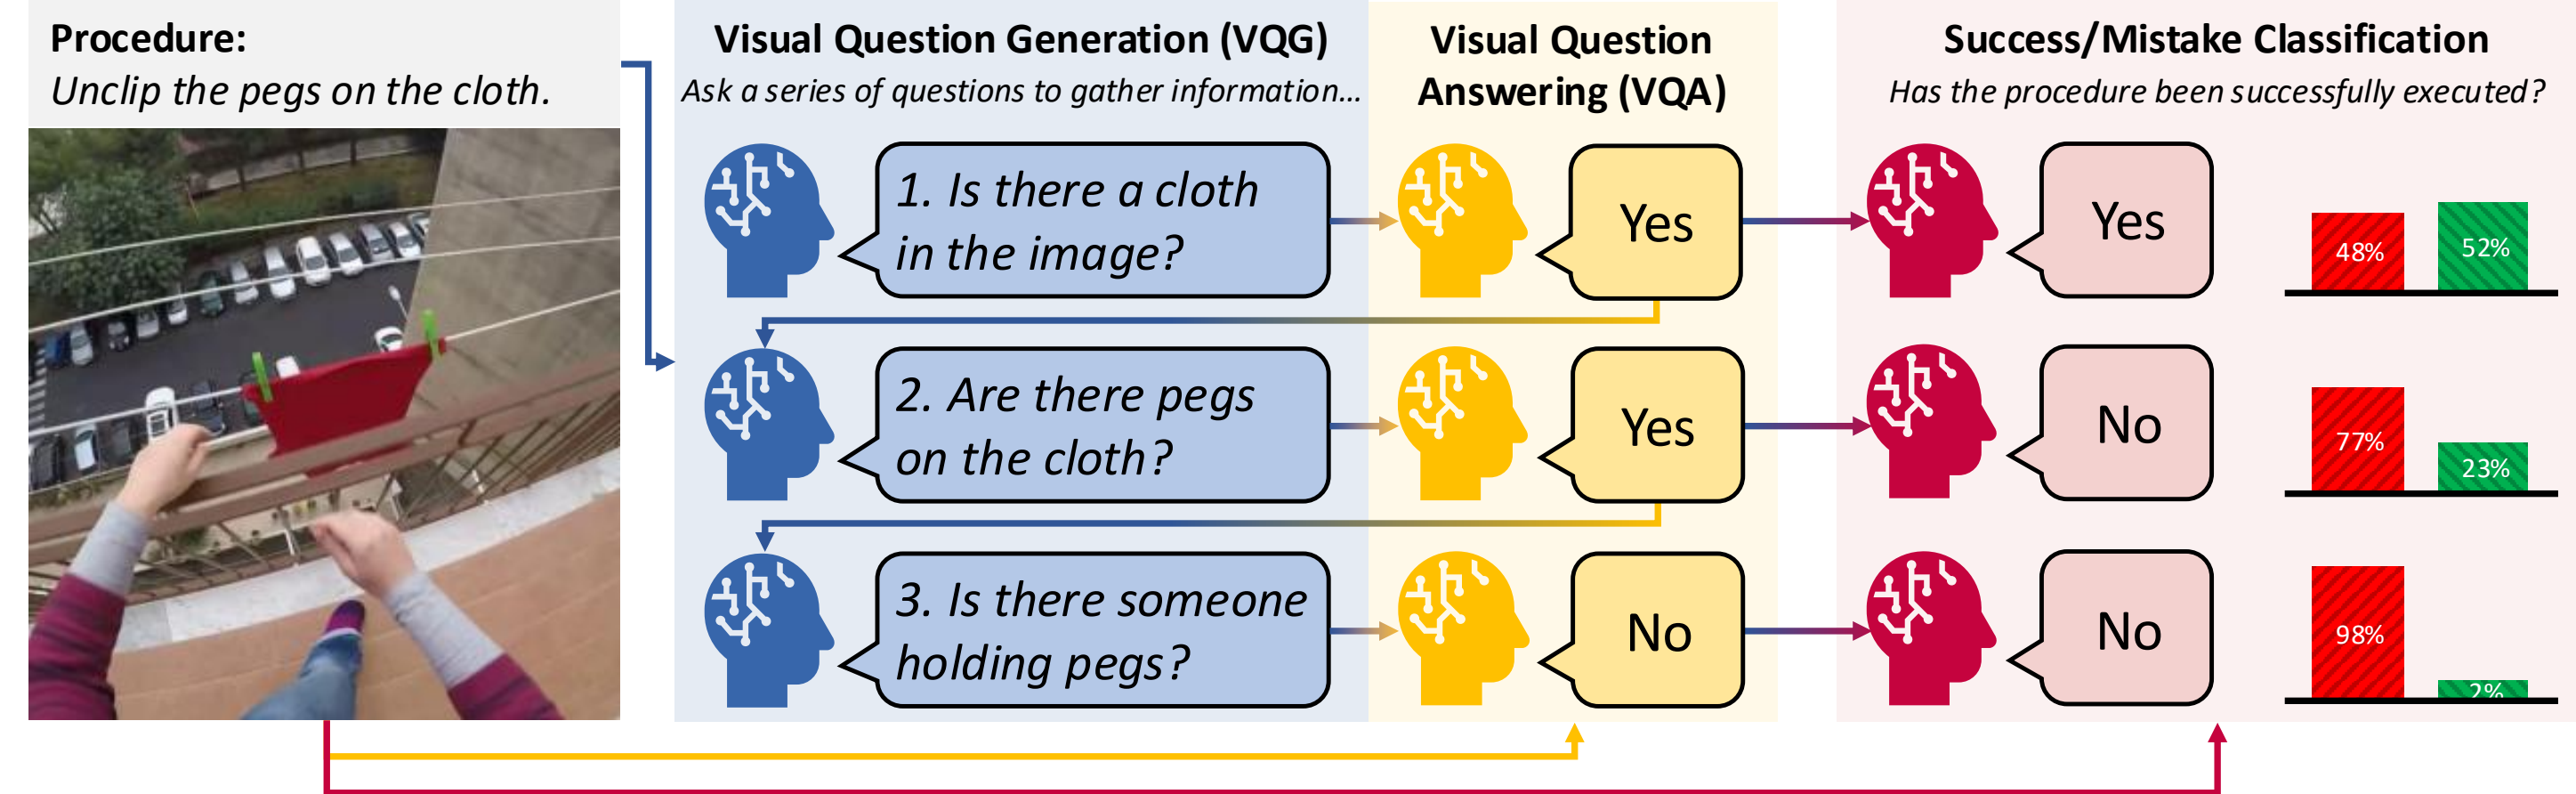 Procedure:
Unclip the pegs on the cloth.
Visual Question Generation (VQG)
Ask a series of questions to gather information...
Visual Question
Answering (VQA)
Success/Mistake Classification
Has the procedure been successfully executed?
1. Is there a cloth
in the image?
Yes
Yes
48%
52%
2. Are there pegs
on the cloth?
Yes
No
77%
23%
3. Is there someone
holding pegs?
No
No
98%
2%